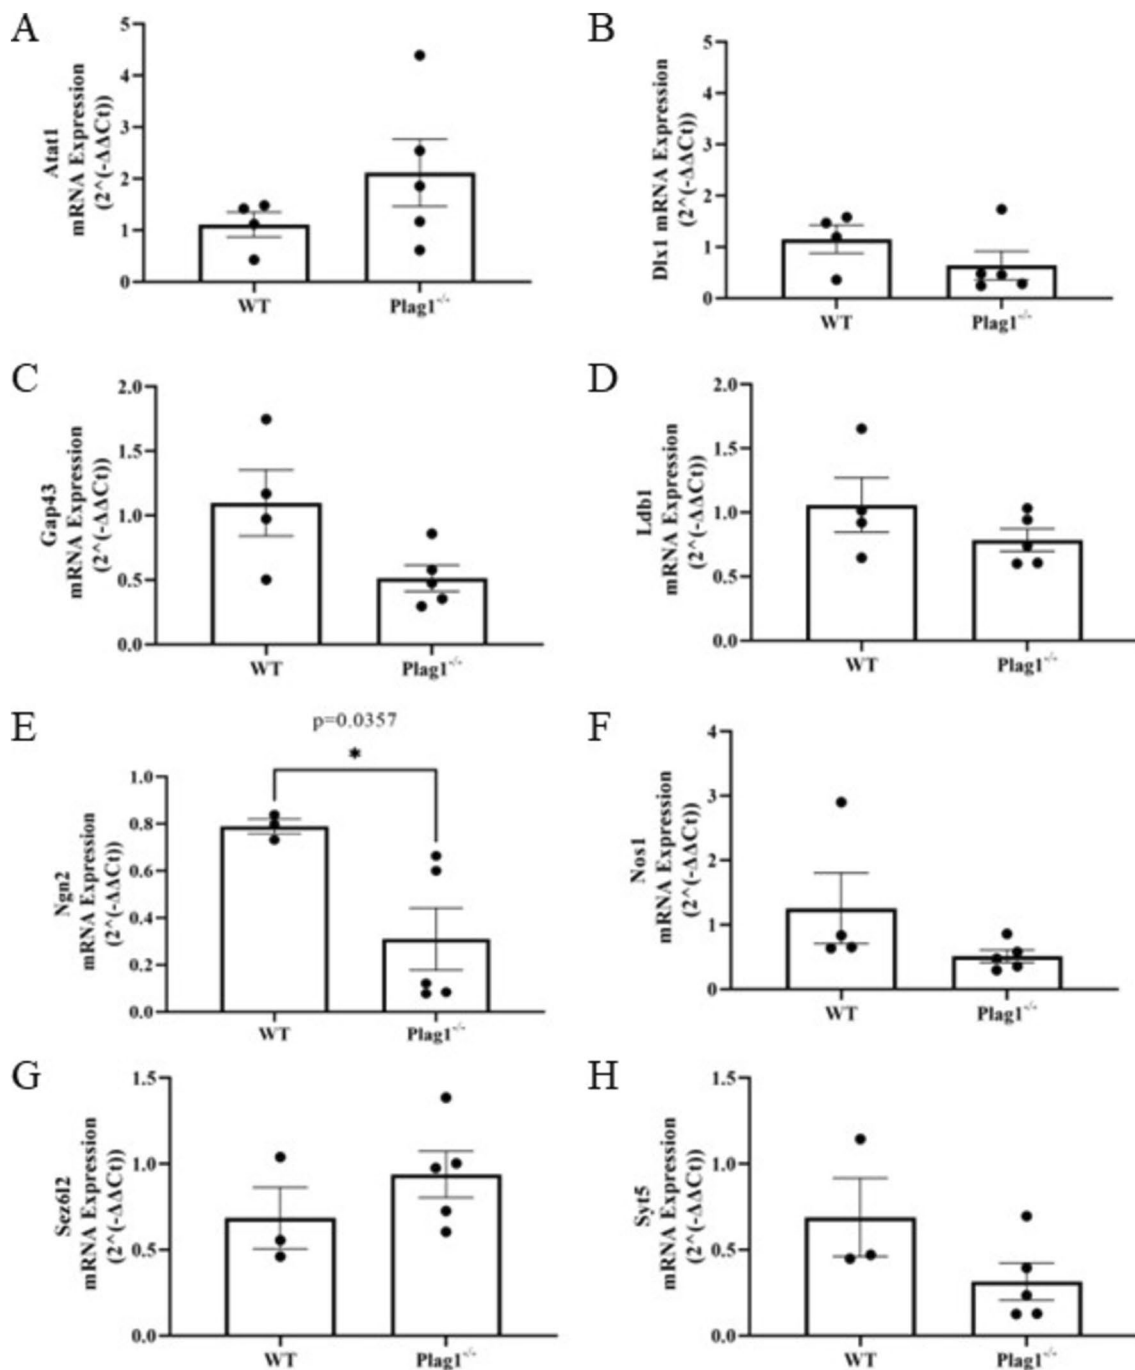 A
Atat1
mRNA Expression
(2^(-ΔΔCt))
5
4
3
2
1
0
WT
Plag1-/-
B
Dlx1 mRNA Expression
(2^(-ΔΔCt))
5
4
3
2
1
0
WT
Plag1-/-
C
Gap43
mRNA Expression
(2^(-ΔΔCt))
2.0
1.5
1.0
0.5
0.0
WT
Plag1-/-
D
Ldb1
mRNA Expression
(2^(-ΔΔCt))
2.0
1.5
1.0
0.5
0.0
WT
Plag1-/-
E
p=0.0357
*
Ngn2
mRNA Expression
(2^(-ΔΔCt))
1.0
0.8
0.6
0.4
0.2
0.0
WT
Plag1-/-
F
Nos1
mRNA Expression
(2^(-ΔΔCt))
4
3
2
1
0
WT
Plag1-/-
G
Sez6l2
mRNA Expression
(2^(-ΔΔCt))
1.5
1.0
0.5
0.0
WT
Plag1-/-
H
Syt5
mRNA Expression
(2^(-ΔΔCt))
1.5
1.0
0.5
0.0
WT
Plag1-/-